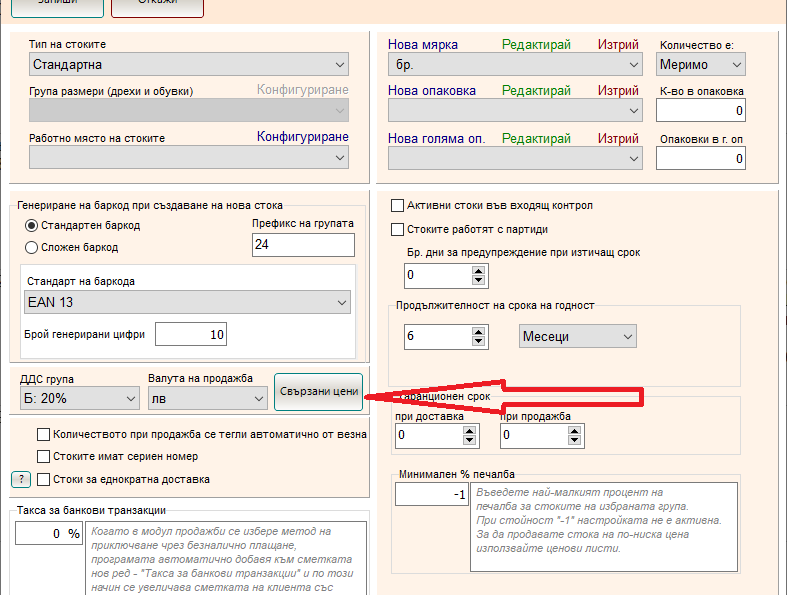 Запиши
Откажи
Тип на стоките
Стандартна
Група размери (дрехи и обувки)
Конфигуриране
Работно място на стоките
Конфигуриране
Нова мярка
Редактирай
Изтрий
Количество е:
бр.
Меримо
Нова опаковка
Редактирай
Изтрий
К-во в опаковка
0
Нова голяма оп.
Редактирай
Изтрий
Опаковки в г. оп
0
Генериране на баркод при създаване на нова стока
Стандартен баркод
Сложен баркод
Префикс на групата
24
Стандарт на баркода
EAN 13
Брой генерирани цифри
10
ДДС група
Б: 20%
Валута на продажба
лв
Свързани цени
Количеството при продажба се тегли автоматично от везна
Стоките имат сериен номер
?
Стоки за еднократна доставка
Такса за банкови транзакции
0 %
Когато в модул продажби се избере метод на
приключване чрез безналично плащане,
програмата автоматично добавя към сметката
нов ред - "Такса за банкови транзакции" и по този
начин се увеличава сметката на клиента със
Активни стоки във входящ контрол
Стоките работят с партиди
Бр. дни за предупреждение при изтичащ срок
0
Продължителност на срока на годност
6
Месеци
Гаранционен срок
при доставка
при продажба
0
0
Минимален % печалба
-1
Въведете най-малкият процент на
печалба за стоките на избраната група.
При стойност "-1" настройката не е активна.
За да продавате стока на по-ниска цена
използвайте ценови листи.